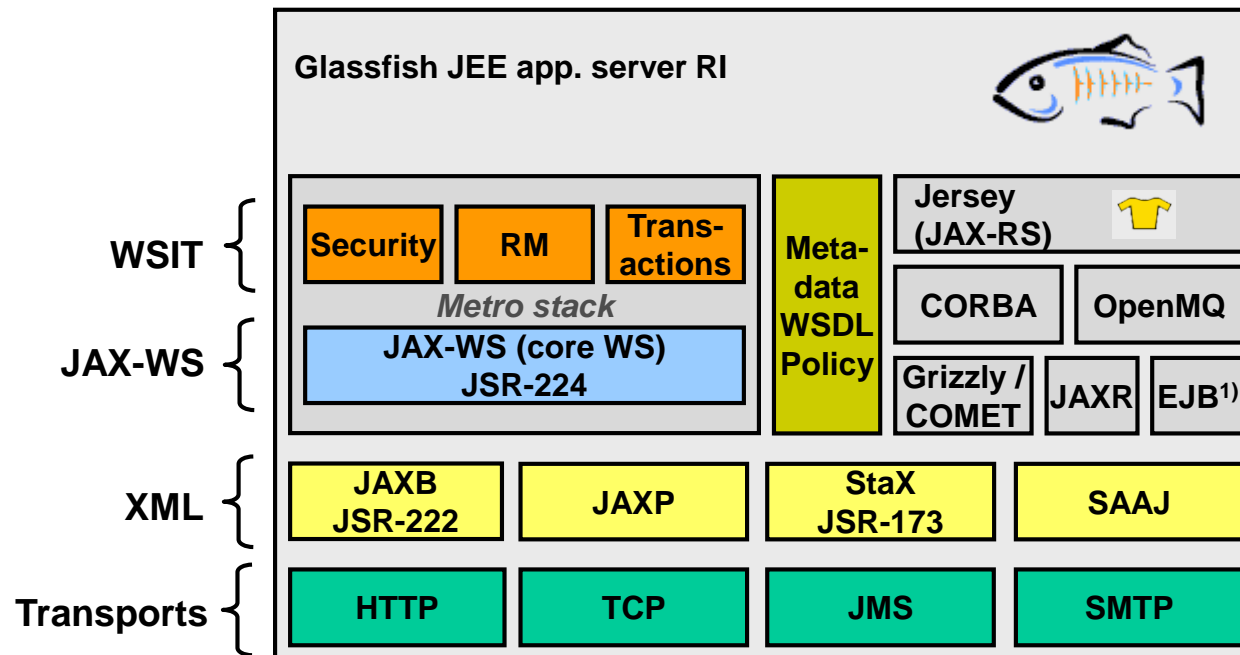 Glassfish JEE app. server RI
WSIT
Security
RM
Trans-
actions
Metro stack
JAX-WS
JAX-WS (core WS)
JSR-224
Meta-
data
WSDL
Policy
Jersey
(JAX-RS)
CORBA
OpenMQ
Grizzly /
COMET
JAXR
EJB¹⁾
XML
JAXB
JSR-222
JAXP
StaX
JSR-173
SAAJ
Transports
HTTP
TCP
JMS
SMTP